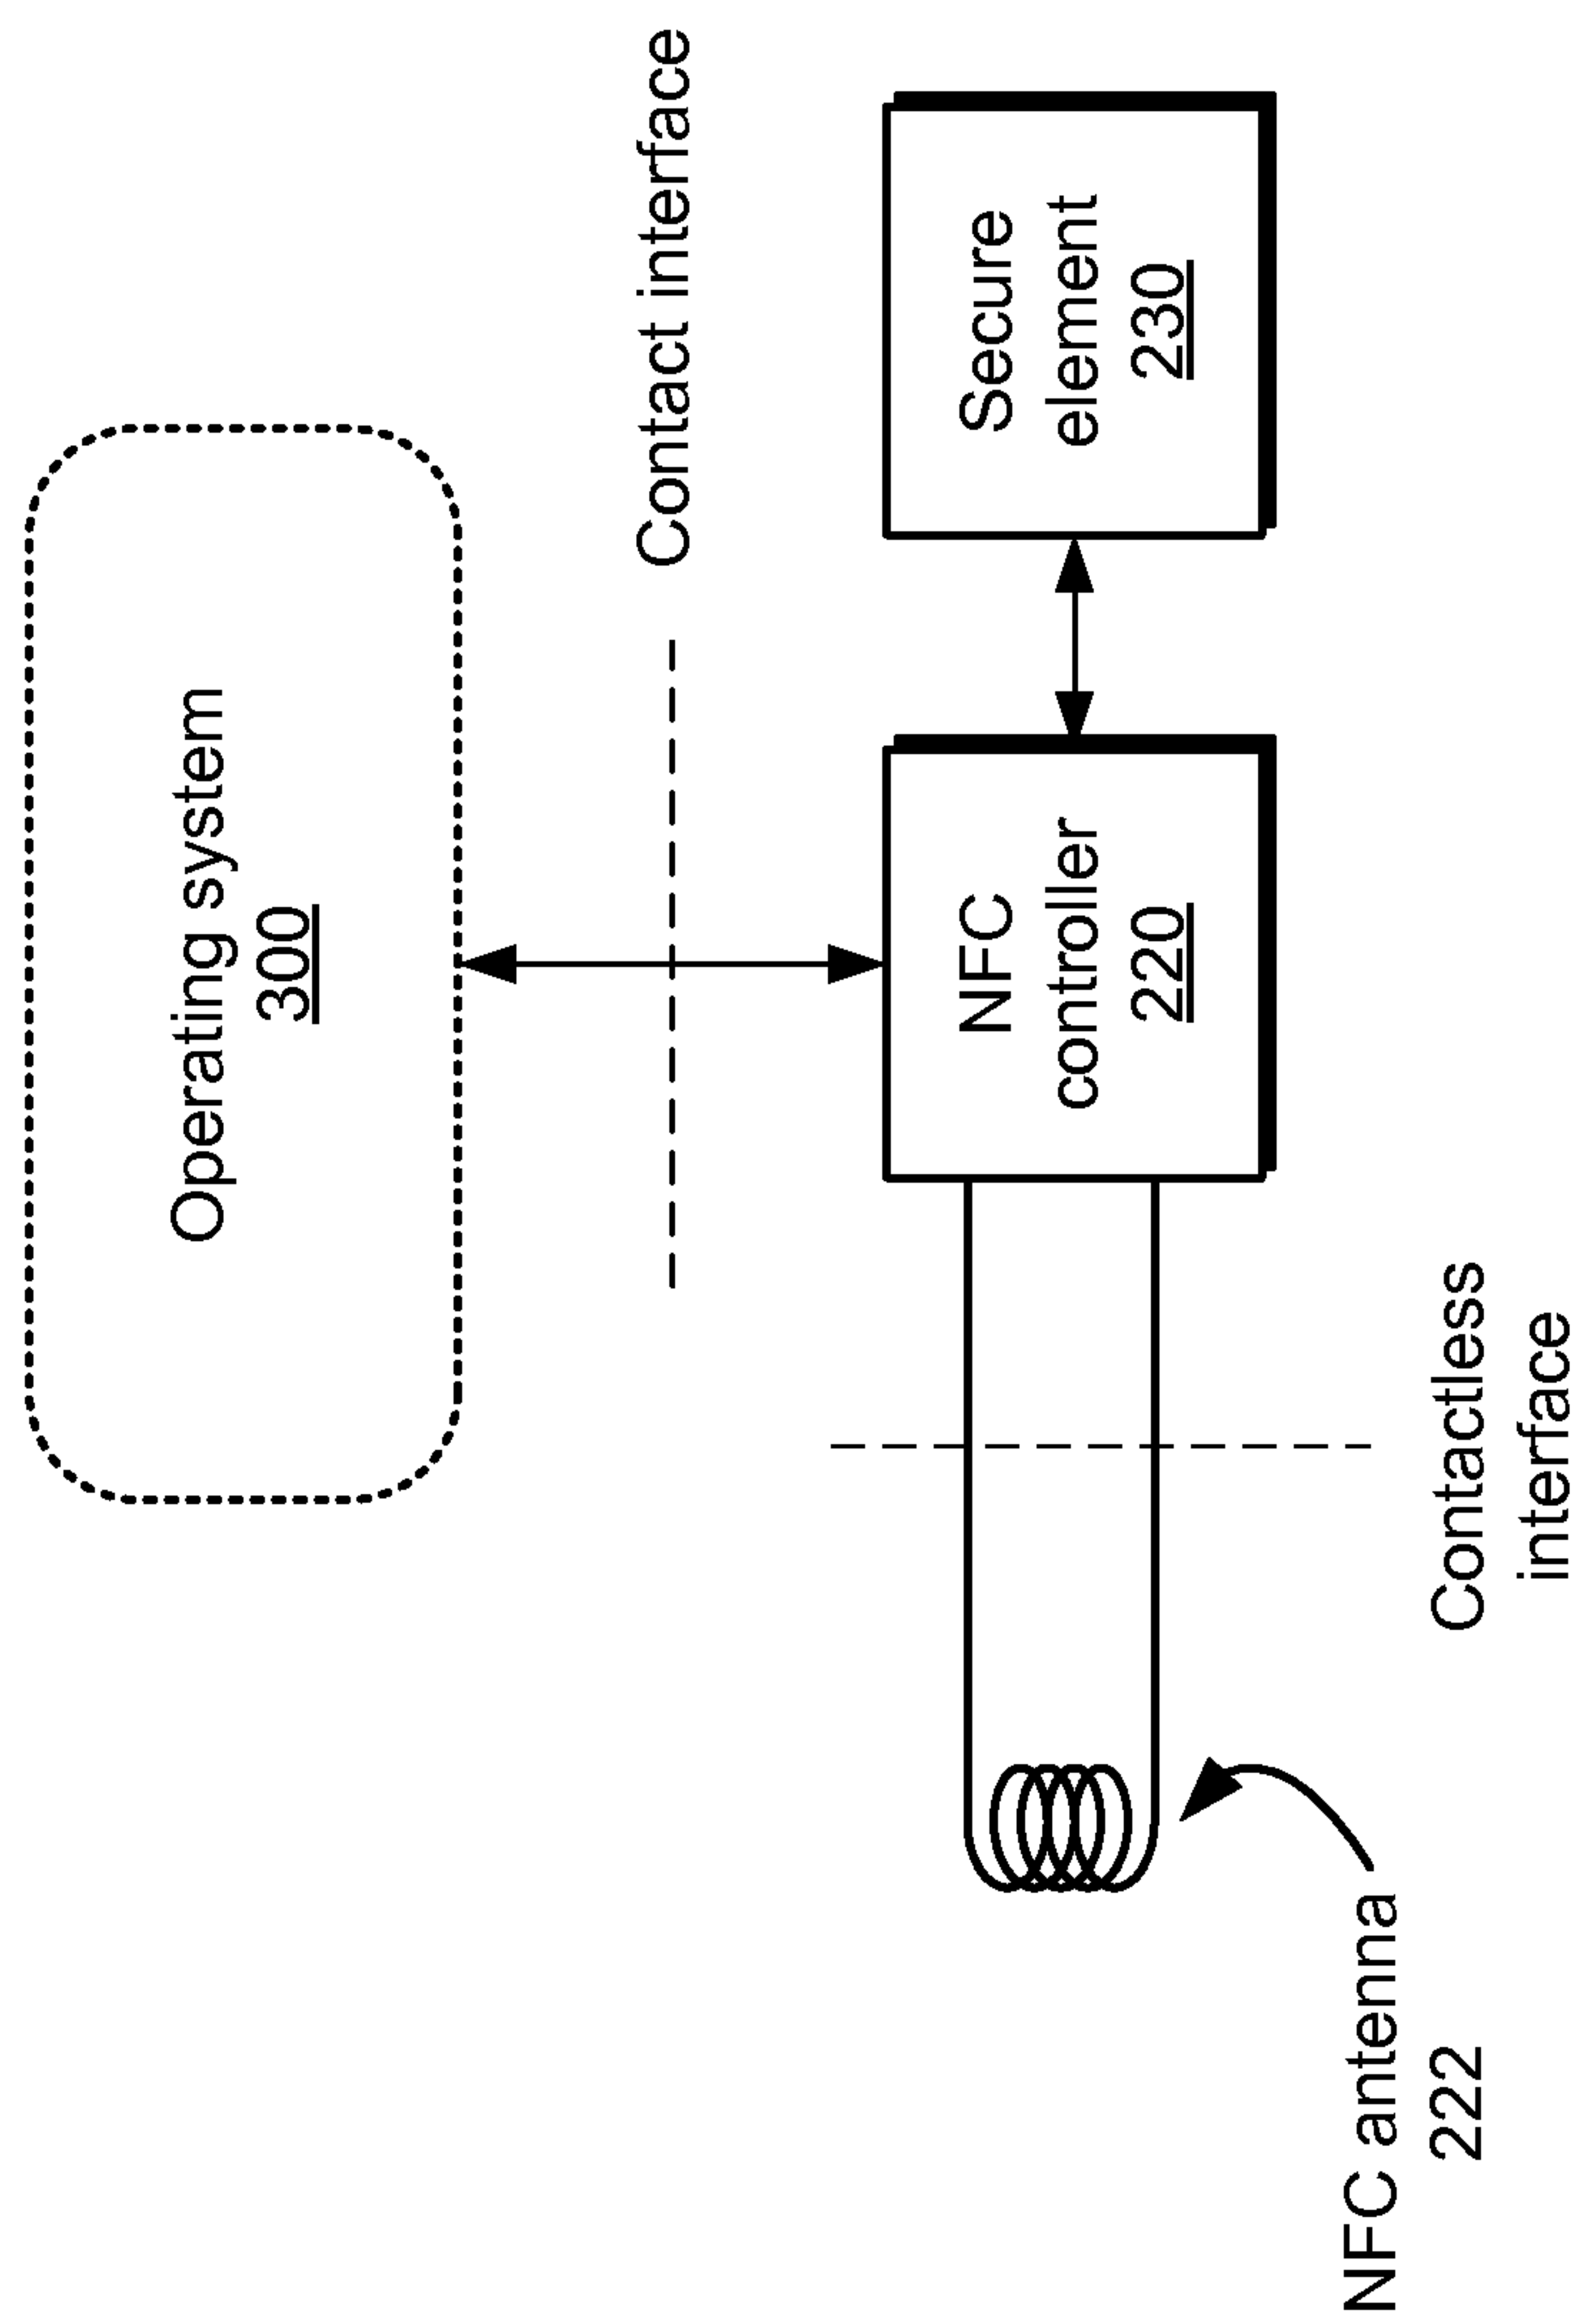 Operating system
300
Contact interface
NFC
controller
220
Secure
element
230
Contactless
interface
NFC antenna
222